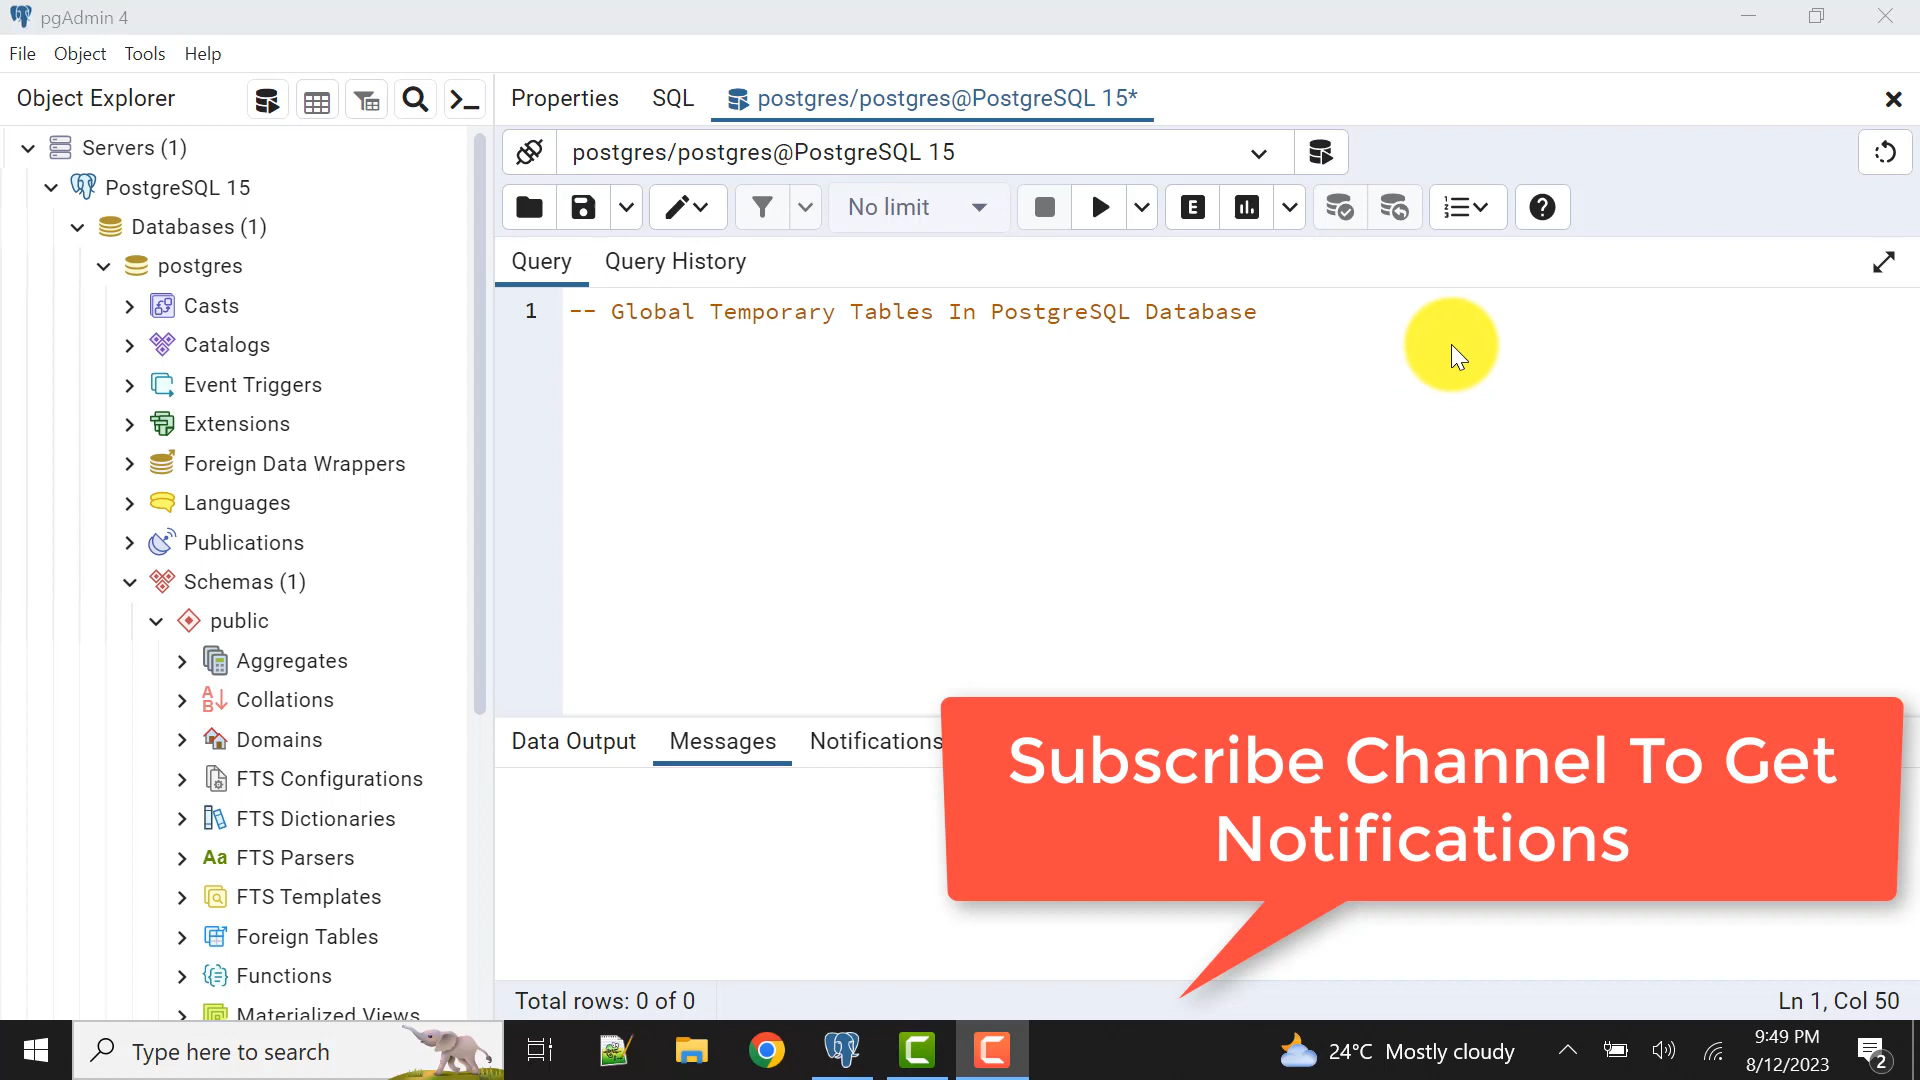 pgAdmin 4
File Object Tools Help
Object Explorer
Properties SQL postgres/postgres@PostgreSQL 15*
Servers (1)
PostgreSQL 15
Databases (1)
postgres
Casts
Catalogs
Event Triggers
Extensions
Foreign Data Wrappers
Languages
Publications
Schemas (1)
public
Aggregates
Collations
Domains
FTS Configurations
FTS Dictionaries
Aa FTS Parsers
FTS Templates
Foreign Tables
Functions
Materialized Views
postgres/postgres@PostgreSQL 15
No limit E
Query Query History
1 -- Global Temporary Tables In PostgreSQL Database
Data Output Messages Notifications
Subscribe Channel To Get
Notifications
Total rows: 0 of 0 Ln 1, Col 50
Type here to search
24°C Mostly cloudy
9:49 PM
8/12/2023
2